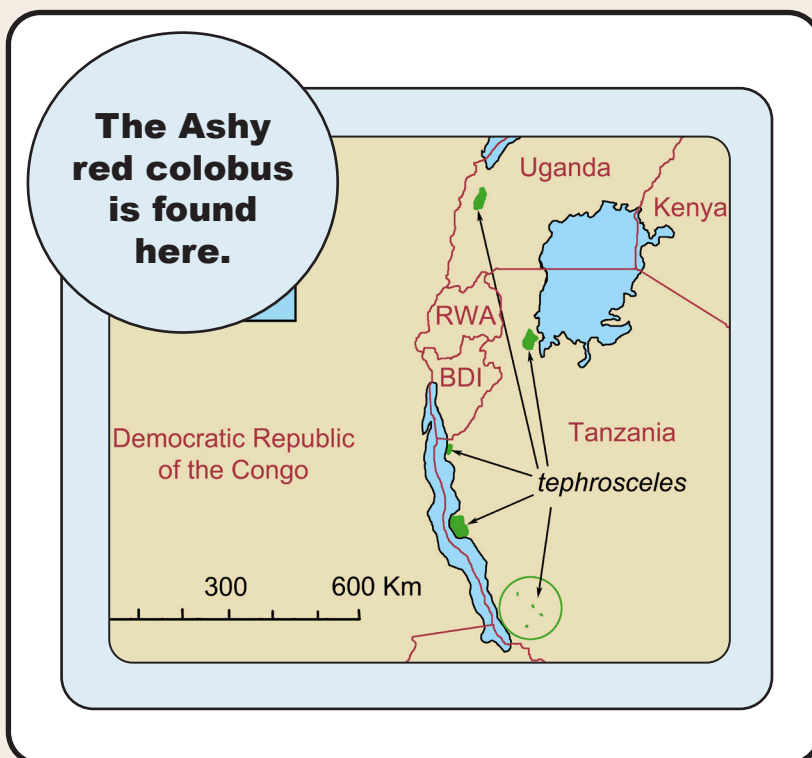 The Ashy
red colobus
is found
here.
Uganda
Kenya
RWA
BDI
Democratic Republic
of the Congo
Tanzania
tephrosceles
300 600 Km